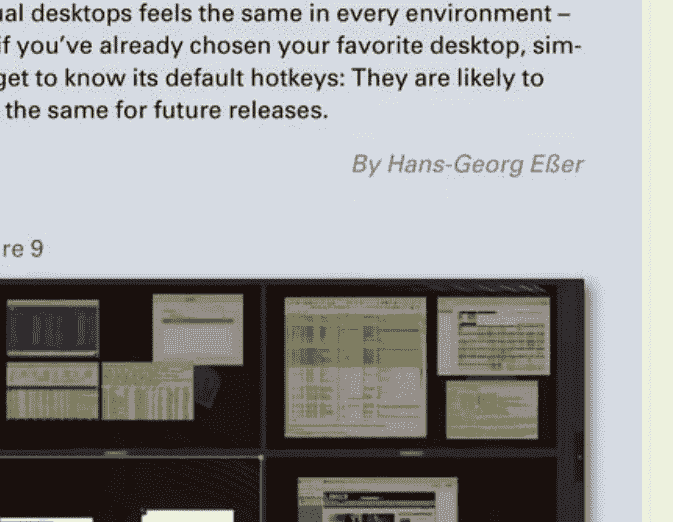 ual desktops feels the same in every environment –
if you've already chosen your favorite desktop, sim-
get to know its default hotkeys: They are likely to
the same for future releases.
By Hans-Georg Eßer
re 9